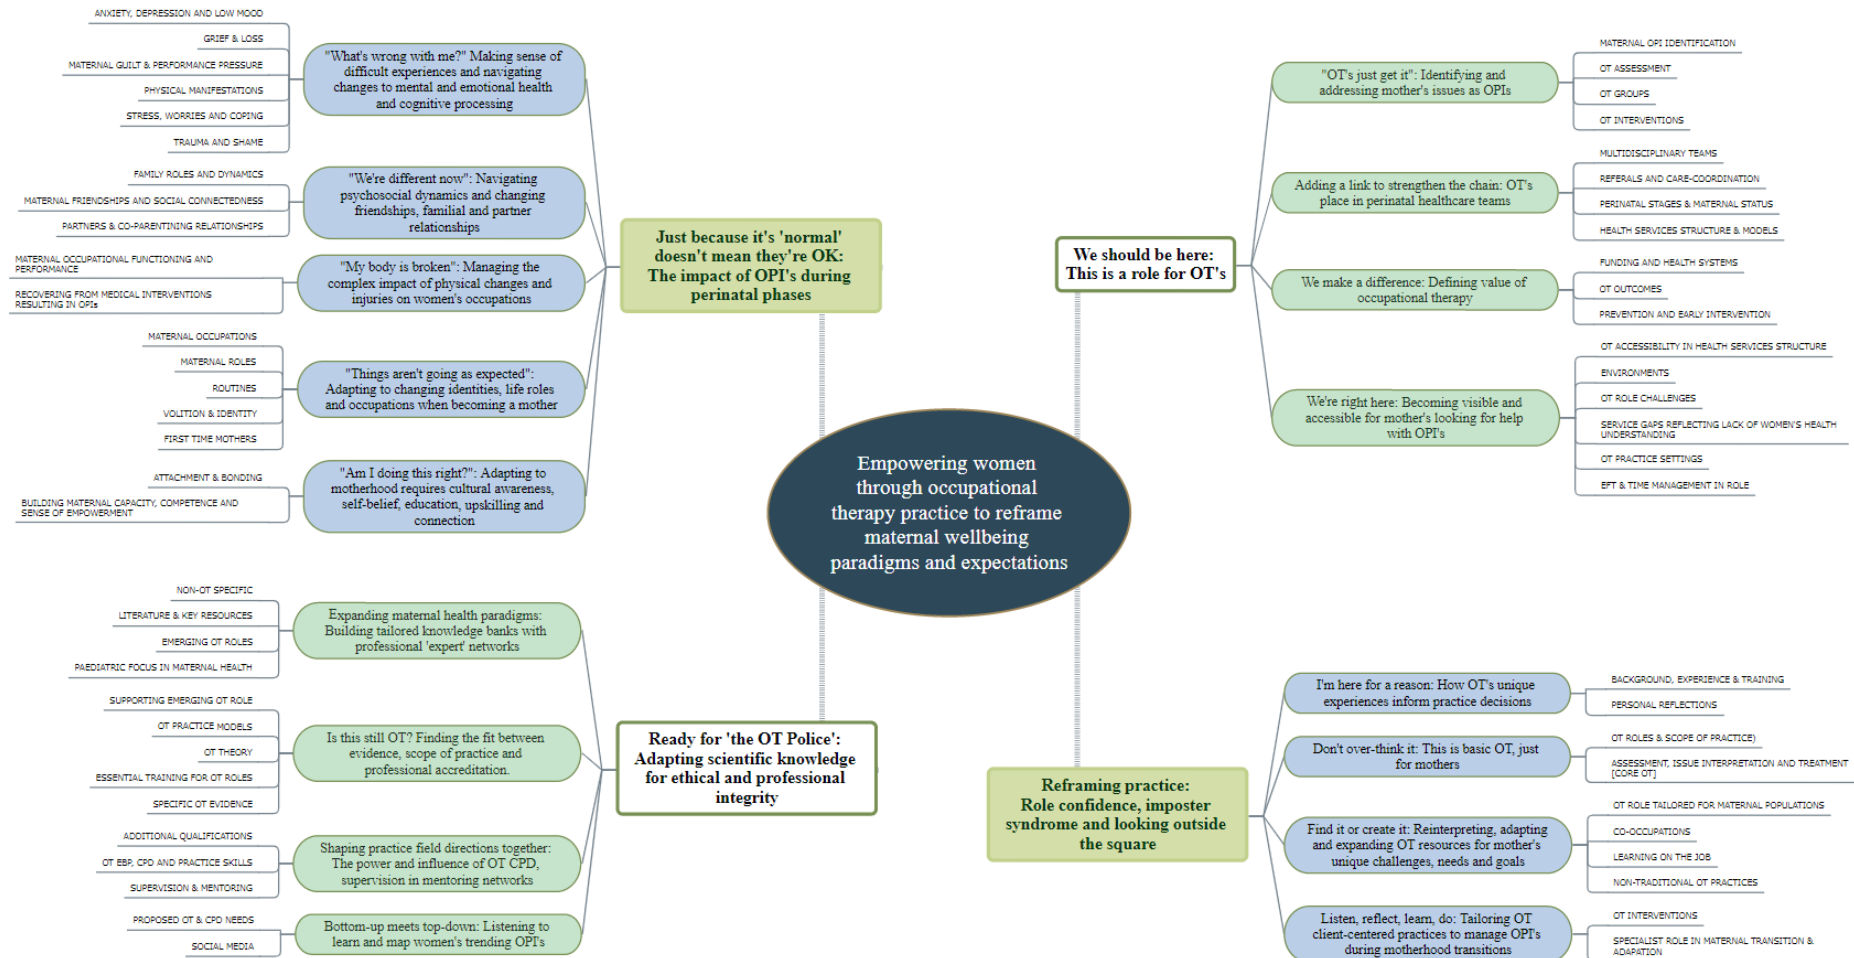 ANXIETY, DEPRESSION AND LOW MOOD
GRIEF & LOSS
MATERNAL GUILT & PERFORMANCE PRESSURE
PHYSICAL MANIFESTATIONS
STRESS, WORRIES AND COPING
TRAUMA AND SHAME
"What's wrong with me?" Making sense of
difficult experiences and navigating
changes to mental and emotional health
and cognitive processing
FAMILY ROLES AND DYNAMICS
MATERNAL FRIENDSHIPS AND SOCIAL CONNECTEDNESS
PARTNERS & CO-PARENTINING RELATIONSHIPS
"We're different now": Navigating
psychosocial dynamics and changing
friendships, familial and partner
relationships
MATERNAL OCCUPATIONAL FUNCTIONING AND
PERFORMANCE
RECOVERING FROM MEDICAL INTERVENTIONS
RESULTING IN OPIs
"My body is broken": Managing the
complex impact of physical changes and
injuries on women's occupations
MATERNAL OCCUPATIONS
MATERNAL ROLES
ROUTINES
VOLITION & IDENTITY
FIRST TIME MOTHERS
"Things aren't going as expected":
Adapting to changing identities, life roles
and occupations when becoming a mother
ATTACHMENT & BONDING
BUILDING MATERNAL CAPACITY, COMPETENCE AND
SENSE OF EMPOWERMENT
"Am I doing this right?": Adapting to
motherhood requires cultural awareness,
self-belief, education, upskilling and
connection
Just because it's 'normal'
doesn't mean they're OK:
The impact of OPI's during
perinatal phases
We should be here:
This is a role for OT's
"OT's just get it": Identifying and
addressing mother's issues as OPIs
MATERNAL OPI IDENTIFICATION
OT ASSESSMENT
OT GROUPS
OT INTERVENTIONS
Adding a link to strengthen the chain: OT's
place in perinatal healthcare teams
MULTIDISCIPLINARY TEAMS
REFERALS AND CARE-COORDINATION
PERINATAL STAGES & MATERNAL STATUS
HEALTH SERVICES STRUCTURE & MODELS
We make a difference: Defining value of
occupational therapy
FUNDING AND HEALTH SYSTEMS
OT OUTCOMES
PREVENTION AND EARLY INTERVENTION
We're right here: Becoming visible and
accessible for mother's looking for help
with OPI's
OT ACCESSIBILITY IN HEALTH SERVICES STRUCTURE
ENVIRONMENTS
OT ROLE CHALLENGES
SERVICE GAPS REFLECTING LACK OF WOMEN'S HEALTH
UNDERSTANDING
OT PRACTICE SETTINGS
EFT & TIME MANAGEMENT IN ROLE
Empowering women
through occupational
therapy practice to reframe
maternal wellbeing
paradigms and expectations
NON-OT SPECIFIC
LITERATURE & KEY RESOURCES
EMERGING OT ROLES
PAEDIATRIC FOCUS IN MATERNAL HEALTH
Expanding maternal health paradigms:
Building tailored knowledge banks with
professional 'expert' networks
SUPPORTING EMERGING OT ROLE
OT PRACTICE MODELS
OT THEORY
ESSENTIAL TRAINING FOR OT ROLES
SPECIFIC OT EVIDENCE
Is this still OT? Finding the fit between
evidence, scope of practice and
professional accreditation.
ADDITIONAL QUALIFICATIONS
OT EBP, CPD AND PRACTICE SKILLS
SUPERVISION & MENTORING
Shaping practice field directions together:
The power and influence of OT CPD,
supervision in mentoring networks
PROPOSED OT & CPD NEEDS
SOCIAL MEDIA
Bottom-up meets top-down: Listening to
learn and map women's trending OPI's
Ready for 'the OT Police':
Adapting scientific knowledge
for ethical and professional
integrity
Reframing practice:
Role confidence, imposter
syndrome and looking outside
the square
I'm here for a reason: How OT's unique
experiences inform practice decisions
BACKGROUND, EXPERIENCE & TRAINING
PERSONAL REFLECTIONS
Don't over-think it: This is basic OT, just
for mothers
OT ROLES & SCOPE OF PRACTICE)
ASSESSMENT, ISSUE INTERPRETATION AND TREATMENT
[CORE OT]
Find it or create it: Reinterpreting, adapting
and expanding OT resources for mother's
unique challenges, needs and goals
OT ROLE TAILORED FOR MATERNAL POPULATIONS
CO-OCCUPATIONS
LEARNING ON THE JOB
NON-TRADITIONAL OT PRACTICES
Listen, reflect, learn, do: Tailoring OT
client-centered practices to manage OPI's
during motherhood transitions
OT INTERVENTIONS
SPECIALIST ROLE IN MATERNAL TRANSITION &
ADAPATION